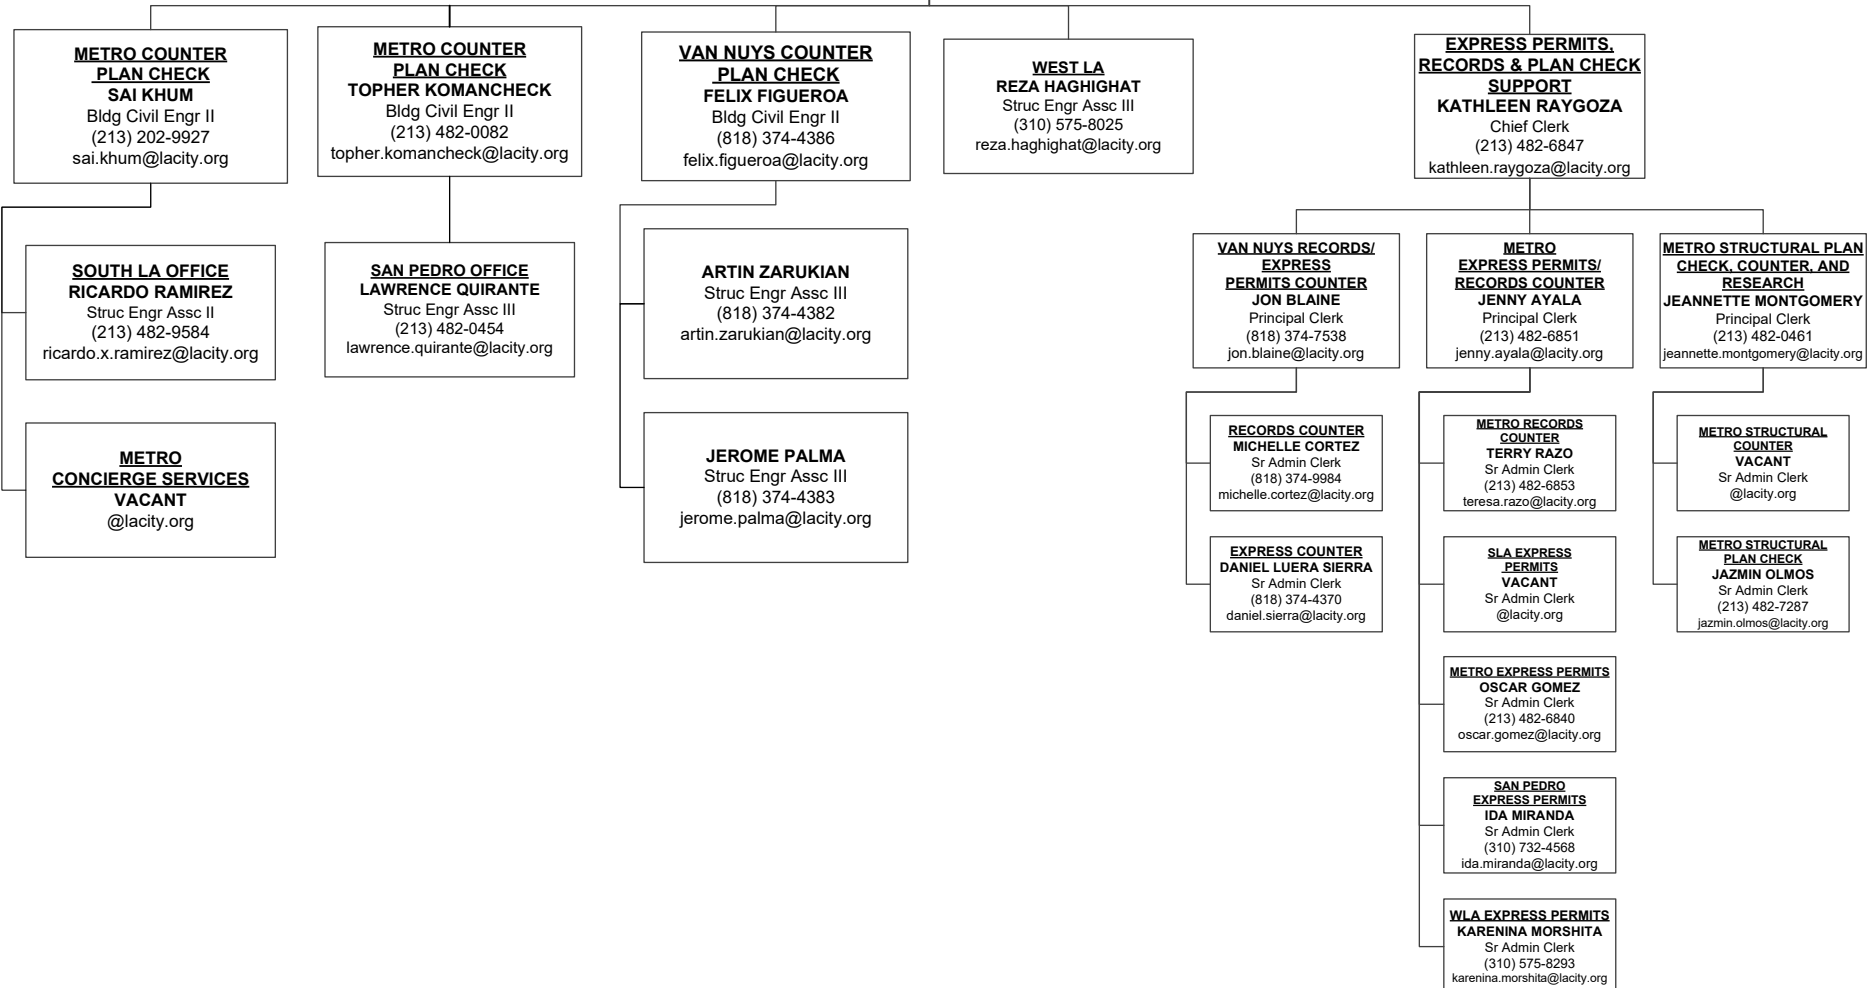 METRO COUNTER
PLAN CHECK
SAI KHUM
Bldg Civil Engr II
(213) 202-9927
sai.khum@lacity.org
METRO COUNTER
PLAN CHECK
TOPHER KOMANCHECK
Bldg Civil Engr II
(213) 482-0082
topher.komancheck@lacity.org
VAN NUYS COUNTER
PLAN CHECK
FELIX FIGUEROA
Bldg Civil Engr II
(818) 374-4386
felix.figueroa@lacity.org
WEST LA
REZA HAGHIGHAT
Struc Engr Assc III
(310) 575-8025
reza.haghighat@lacity.org
EXPRESS PERMITS,
RECORDS & PLAN CHECK
SUPPORT
KATHLEEN RAYGOZA
Chief Clerk
(213) 482-6847
kathleen.raygoza@lacity.org
SOUTH LA OFFICE
RICARDO RAMIREZ
Struc Engr Assc II
(213) 482-9584
ricardo.x.ramirez@lacity.org
SAN PEDRO OFFICE
LAWRENCE QUIRANTE
Struc Engr Assc III
(213) 482-0454
lawrence.quirante@lacity.org
ARTIN ZARUKIAN
Struc Engr Assc III
(818) 374-4382
artin.zarukian@lacity.org
VAN NUYS RECORDS/
EXPRESS
PERMITS COUNTER
JON BLAINE
Principal Clerk
(818) 374-7538
jon.blaine@lacity.org
METRO
EXPRESS PERMITS/
RECORDS COUNTER
JENNY AYALA
Principal Clerk
(213) 482-6851
jenny.ayala@lacity.org
METRO STRUCTURAL PLAN
CHECK, COUNTER, AND
RESEARCH
JEANNETTE MONTGOMERY
Principal Clerk
(213) 482-0461
jeannette.montgomery@lacity.org
METRO
CONCIERGE SERVICES
VACANT
@lacity.org
JEROME PALMA
Struc Engr Assc III
(818) 374-4383
jerome.palma@lacity.org
RECORDS COUNTER
MICHELLE CORTEZ
Sr Admin Clerk
(818) 374-9984
michelle.cortez@lacity.org
METRO RECORDS
COUNTER
TERRY RAZO
Sr Admin Clerk
(213) 482-6853
teresa.razo@lacity.org
METRO STRUCTURAL
COUNTER
VACANT
Sr Admin Clerk
@lacity.org
EXPRESS COUNTER
DANIEL LUERA SIERRA
Sr Admin Clerk
(818) 374-4370
daniel.sierra@lacity.org
SLA EXPRESS
PERMITS
VACANT
Sr Admin Clerk
@lacity.org
METRO STRUCTURAL
PLAN CHECK
JAZMIN OLMOS
Sr Admin Clerk
(213) 482-7287
jazmin.olmos@lacity.org
METRO EXPRESS PERMITS
OSCAR GOMEZ
Sr Admin Clerk
(213) 482-6840
oscar.gomez@lacity.org
SAN PEDRO
EXPRESS PERMITS
IDA MIRANDA
Sr Admin Clerk
(310) 732-4568
ida.miranda@lacity.org
WLA EXPRESS PERMITS
KARENINA MORSHITA
Sr Admin Clerk
(310) 575-8293
karenina.morshita@lacity.org